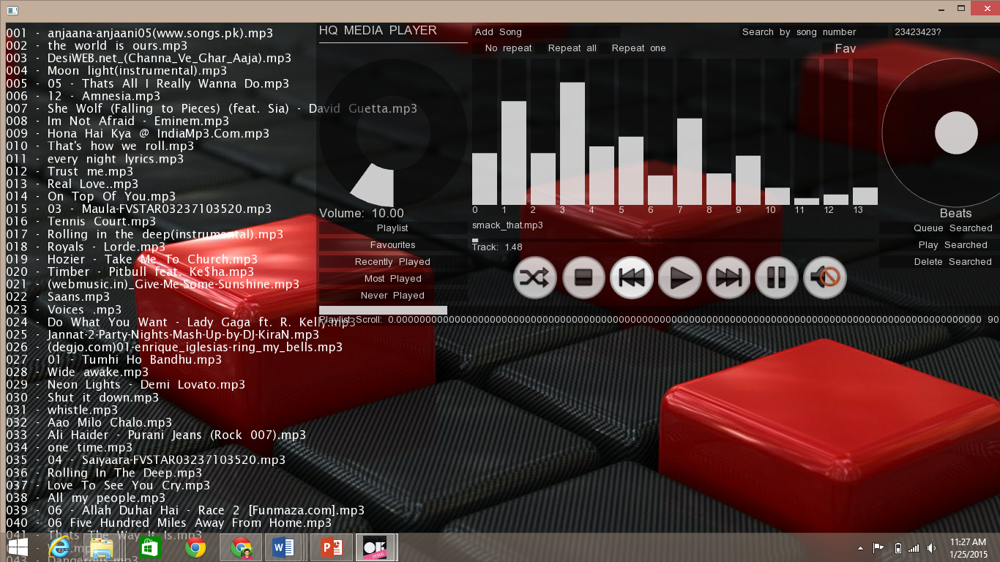 001 - anjaana-anjaani05(www.songs.pk).mp3
002 - the world is ours.mp3
003 - DesiWEB.net_(Channa_Ve_Ghar_Aaja).mp3
004 - Moon light(instrumental).mp3
005 - 05 - Thats All I Really Wanna Do.mp3
006 - 12 - Amnesia.mp3
007 - She Wolf (Falling to Pieces) (feat. Sia) - David Guetta.mp3
008 - Im Not Afraid - Eminem.mp3
009 - Hona Hai Kya @ IndiaMp3.Com.mp3
010 - That's how we roll.mp3
011 - every night lyrics.mp3
012 - Trust me.mp3
013 - Real Love..mp3
014 - On Top Of You.mp3
015 - 03 - Maula-FVSTAR03237103520.mp3
016 - Tennis Court.mp3
017 - Rolling in the deep(instrumental).mp3
018 - Royals - Lorde.mp3
019 - Hozier - Take Me To Church.mp3
020 - Timber - Pitbull feat. Ke$ha.mp3
021 - (webmusic.in)_Give-Me-Some-Sunshine.mp3
022 - Saans.mp3
023 - Voices .mp3
024 - Do What You Want - Lady Gaga ft. R. Kelly.mp3
025 - Jannat-2-Party-Nights-Mash-Up-by-DJ-KiraN.mp3
026 - (degjo.com)01-enrique_iglesias-ring_my_bells.mp3
027 - 01 - Tumhi Ho Bandhu.mp3
028 - Wide awake.mp3
029 - Neon Lights - Demi Lovato.mp3
030 - Shut it down.mp3
031 - whistle.mp3
032 - Aao Milo Chalo.mp3
033 - Ali Haider - Purani Jeans (Rock 007).mp3
034 - one time.mp3
035 - 04 - Saiyaara-FVSTAR03237103520.mp3
036 - Rolling In The Deep.mp3
037 - Love To See You Cry.mp3
038 - All my people.mp3
039 - 06 - Allah Duhai Hai - Race 2 [Funmaza.com].mp3
040 - 06 Five Hundred Miles Away From Home.mp3
041 - Thats The Way It Is.mp3
043 - Dangerous.mp3
HQ MEDIA PLAYER
Add Song
Search by song number
23423423?
No repeat
Repeat all
Repeat one
Fav
0 1 2 3 4 5 6 7 8 9 10 11 12 13
Volume: 10.00
Playlist
Favourites
Recently Played
Most Played
Never Played
smack_that.mp3
Track: 1.48
Beats
Queue Searched
Play Searched
Delete Searched
Playlist Scroll:
90
11:27 AM
1/25/2015